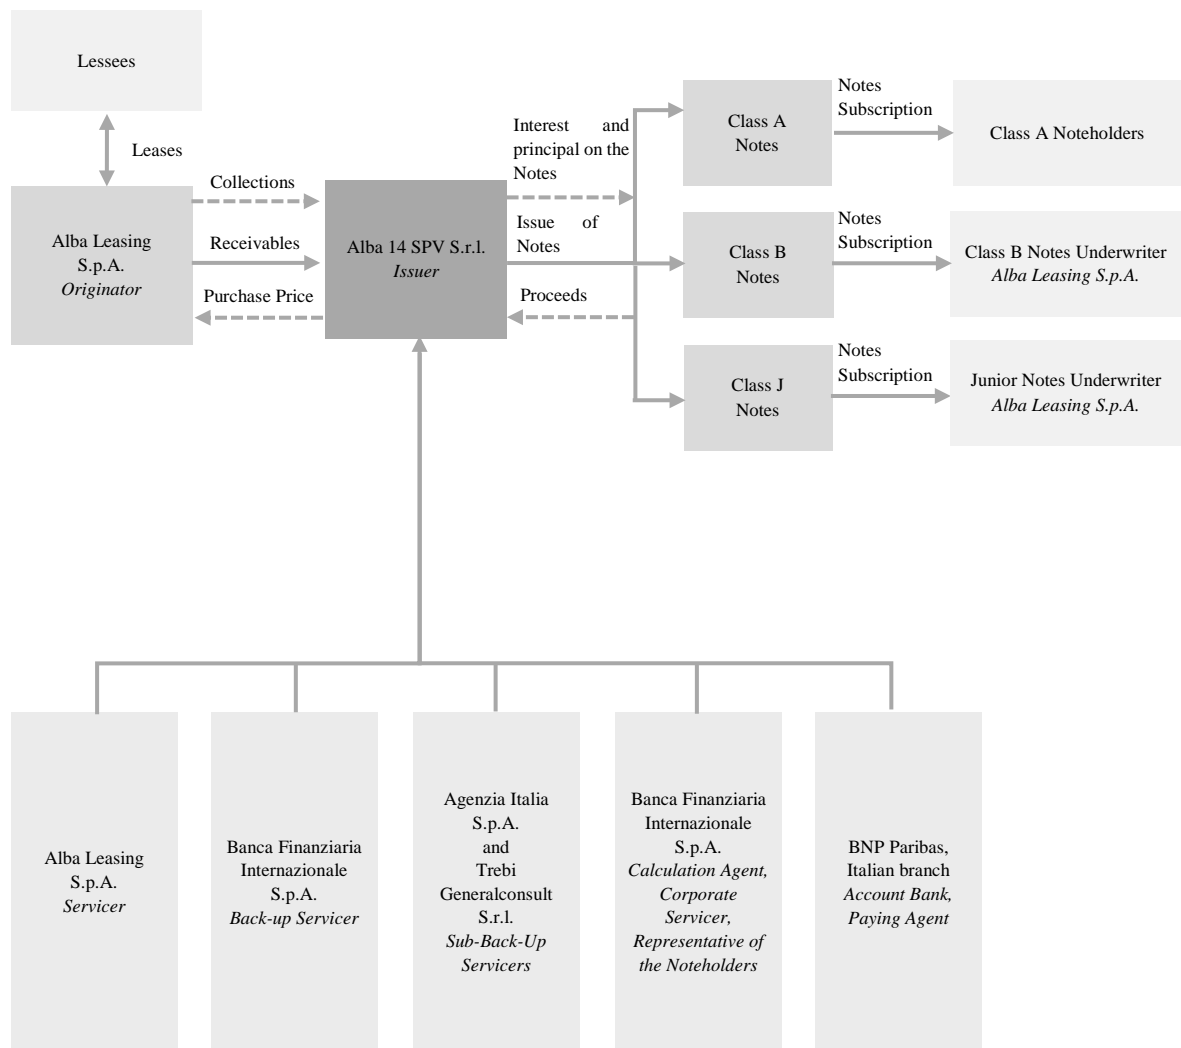 Lessees
Leases
Alba Leasing
S.p.A.
Originator
Collections
Receivables
Purchase Price
Alba 14 SPV S.r.l.
Issuer
Interest and
principal on the
Notes
Issue of
Notes
Proceeds
Class A
Notes
Notes
Subscription
Class A Noteholders
Class B
Notes
Notes
Subscription
Class B Notes Underwriter
Alba Leasing S.p.A.
Class J
Notes
Notes
Subscription
Junior Notes Underwriter
Alba Leasing S.p.A.
Alba Leasing
S.p.A.
Servicer
Banca Finanziaria
Internazionale
S.p.A.
Back-up Servicer
Agenzia Italia
S.p.A.
and
Trebi
Generalconsult
S.r.l.
Sub-Back-Up
Servicers
Banca Finanziaria
Internazionale
S.p.A.
Calculation Agent,
Corporate
Servicer,
Representative of
the Noteholders
BNP Paribas,
Italian branch
Account Bank,
Paying Agent